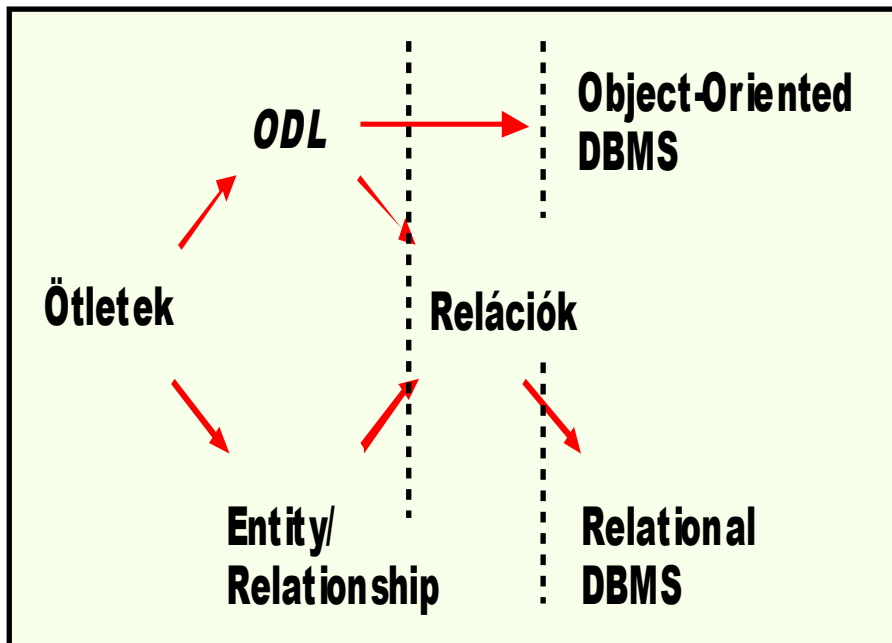 Object-Oriented
DBMS
ODL
Ötletek
Relációk
Entity/
Relationship
Relational
DBMS